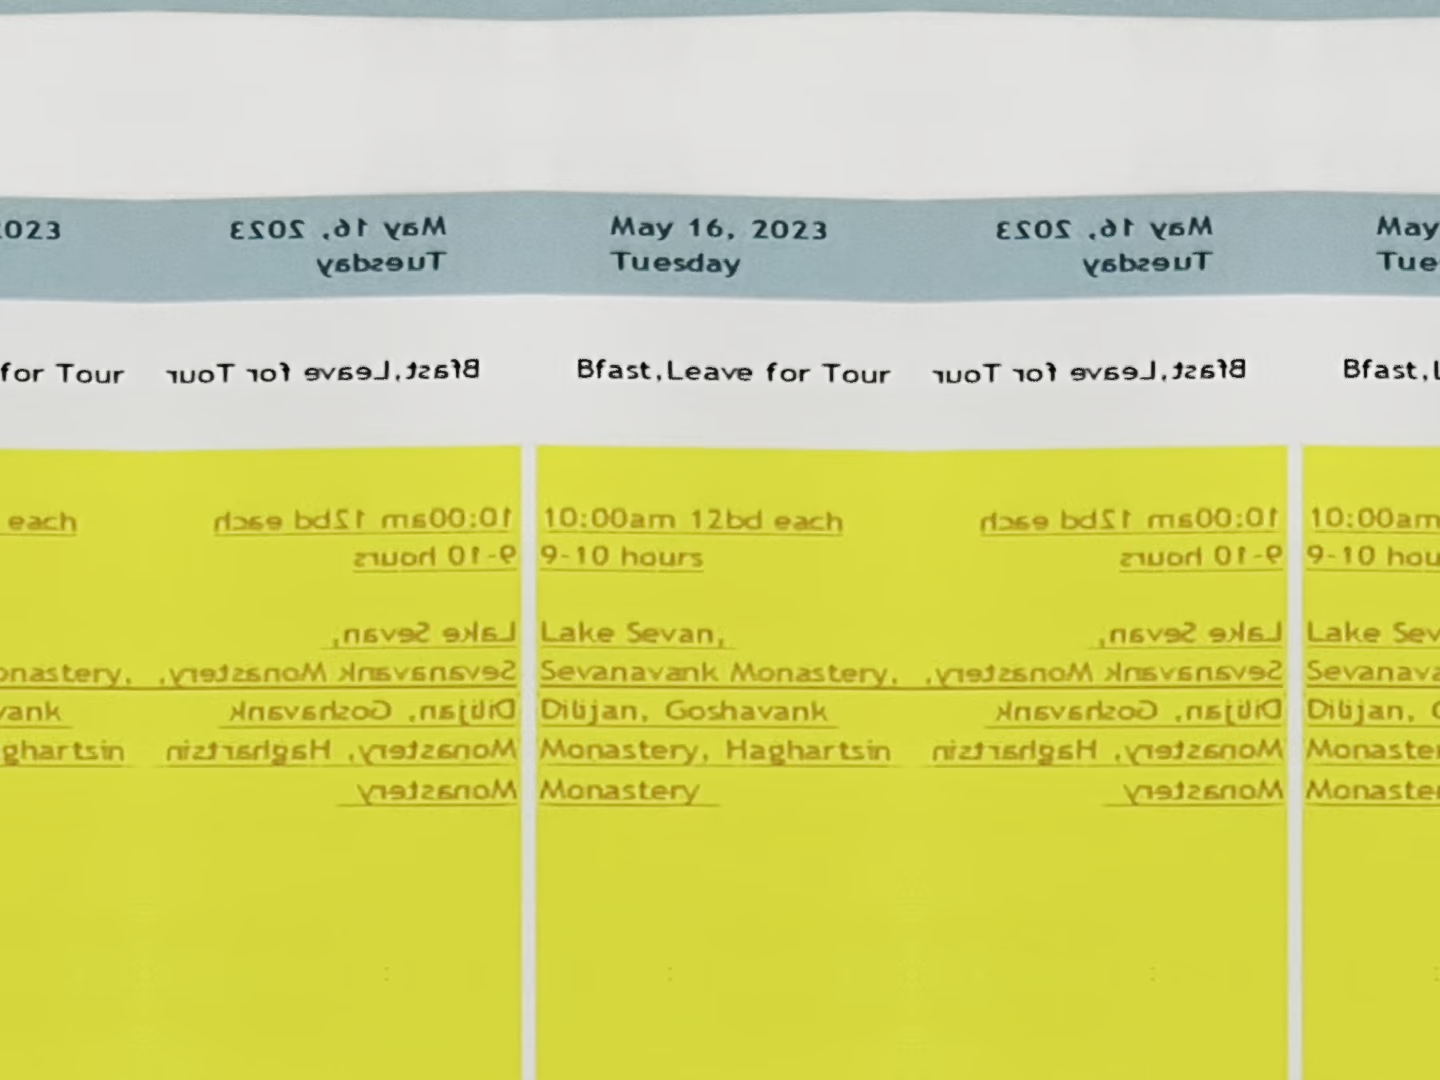 May 16, 2023
Tuesday
Bfast,Leave for Tour
10:00am 12bd each
9-10 hours
Lake Sevan,
Sevanavank Monastery,
Dilijan, Goshavank
Monastery, Haghartsin
Monastery